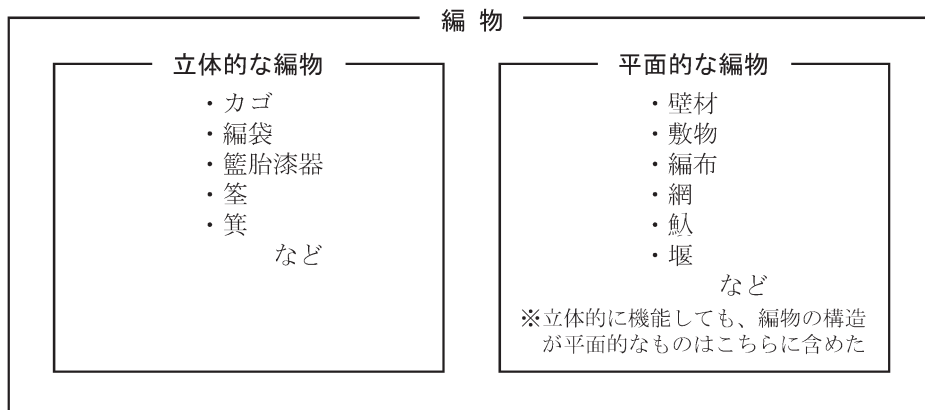 編物
立体的な編物
・カゴ
・編袋
・籃胎漆器
・筌
・箕
など
平面的な編物
・壁材
・敷物
・編布
・網
・魞
・堰
など
※立体的に機能しても、編物の構造
が平面的なものはこちらに含めた